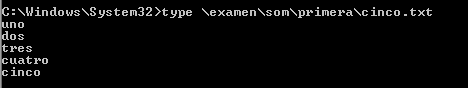 C:\Windows\System32>type \examen\som\primera\cinco.txt
uno
dos
tres
cuatro
cinco